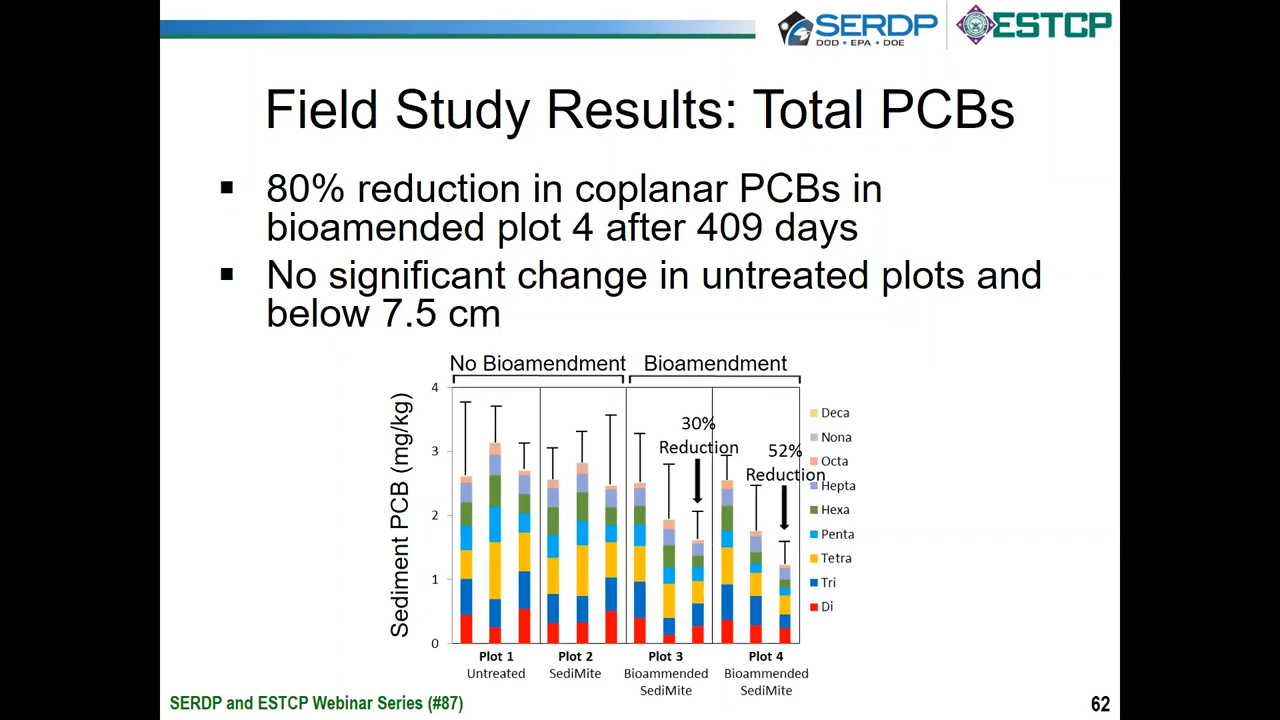 SERDP
DOD • EPA • DOE
ESTCP
Field Study Results: Total PCBs
▪ 80% reduction in coplanar PCBs in
bioamended plot 4 after 409 days
▪ No significant change in untreated plots and
below 7.5 cm
No Bioamendment
Bioamendment
Sediment PCB (mg/kg)
4
3
2
1
0
30%
Reduction
52%
Reduction
Deca
Nona
Octa
Hepta
Hexa
Penta
Tetra
Tri
Di
Plot 1
Untreated
Plot 2
SediMite
Plot 3
Bioammended
SediMite
Plot 4
Bioammended
SediMite
SERDP and ESTCP Webinar Series (#87)
62